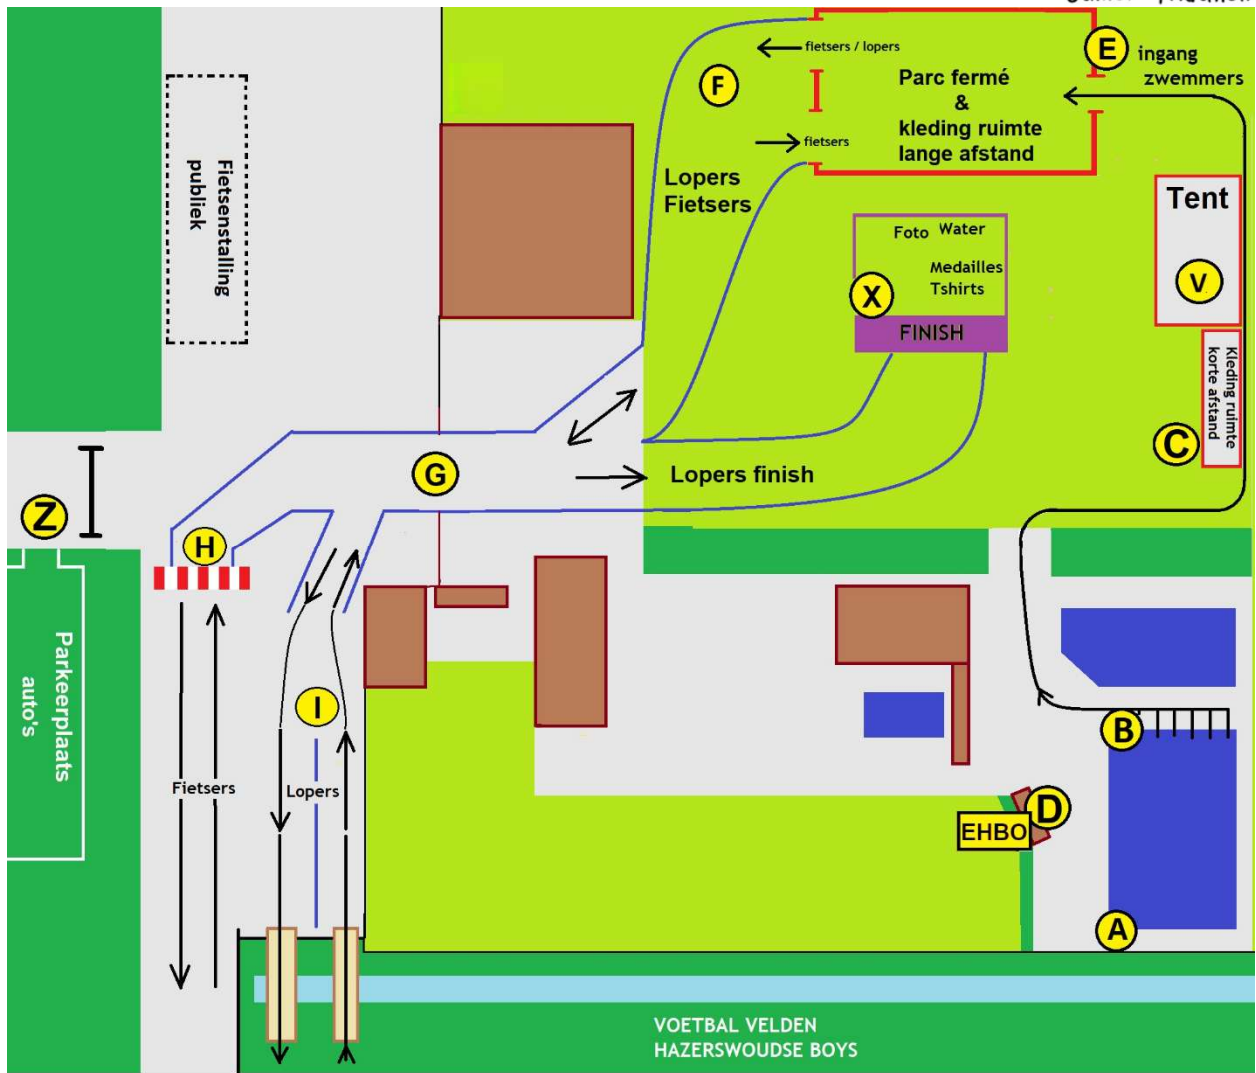 fietsers / lopers
E
ingang
zwemmers
F
Parc fermé
&
kleding ruimte
lange afstand
fietsers
Fietsenstalling
publiek
Lopers
Fietsers
Tent
V
Foto
Water
Medailles
Tshirts
X
FINISH
Kleding ruimte
korte afstand
C
G
Lopers finish
Z
H
Parkeerplaats
auto's
I
B
Fietsers
Lopers
D
EHBO
A
VOETBAL VELDEN
HAZERSWOUDSE BOYS